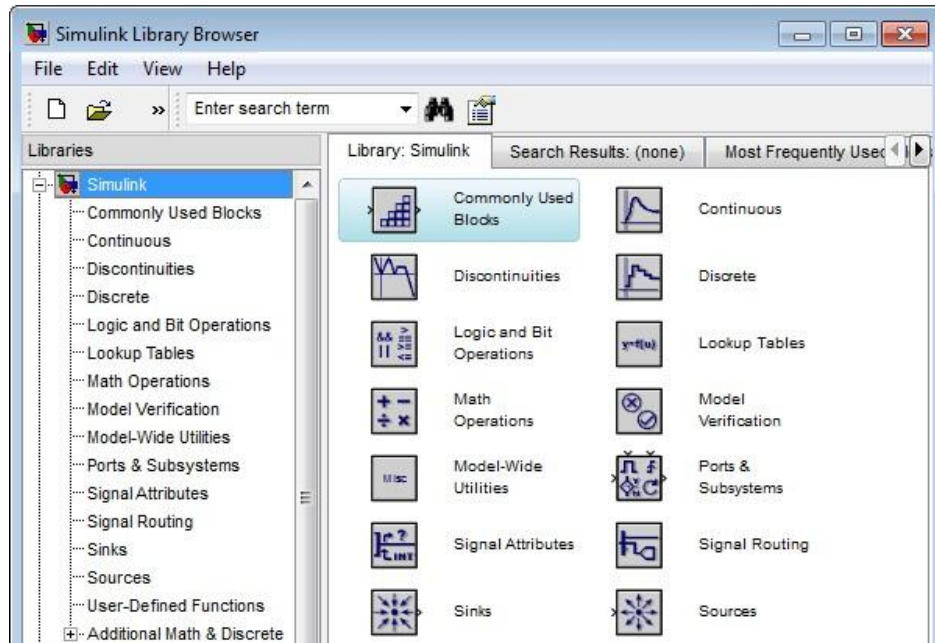 Simulink Library Browser
File Edit View Help
» Enter search term
Libraries
Library: Simulink
Search Results: (none)
Most Frequently Used
Simulink
Commonly Used Blocks
Continuous
Discontinuities
Discrete
Logic and Bit Operations
Lookup Tables
Math Operations
Model Verification
Model-Wide Utilities
Ports & Subsystems
Signal Attributes
Signal Routing
Sinks
Sources
User-Defined Functions
Additional Math & Discrete
Commonly Used
Blocks
Continuous
Discontinuities
Discrete
&& || > == >= <=
Logic and Bit
Operations
y=f(u)
Lookup Tables
+ − ÷ ×
Math
Operations
Model
Verification
Misc
Model-Wide
Utilities
Ports &
Subsystems
?
INT
Signal Attributes
Signal Routing
Sinks
Sources